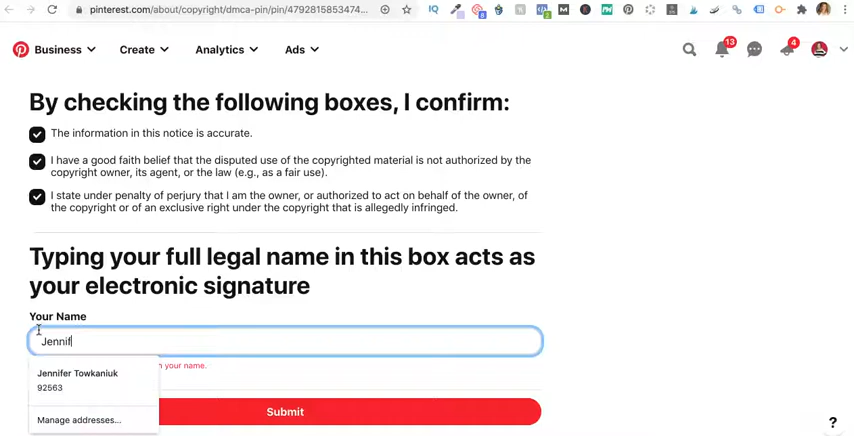 pinterest.com/about/copyright/dmca-pin/pin/4792815853474...
Business Create Analytics Ads 13 4
By checking the following boxes, I confirm:
The information in this notice is accurate.
I have a good faith belief that the disputed use of the copyrighted material is not authorized by the
copyright owner, its agent, or the law (e.g., as a fair use).
I state under penalty of perjury that I am the owner, or authorized to act on behalf of the owner, of
the copyright or of an exclusive right under the copyright that is allegedly infringed.
Typing your full legal name in this box acts as
your electronic signature
Your Name
Jennif
your name.
Jennifer Towkaniuk
92563
Manage addresses...
Submit
?